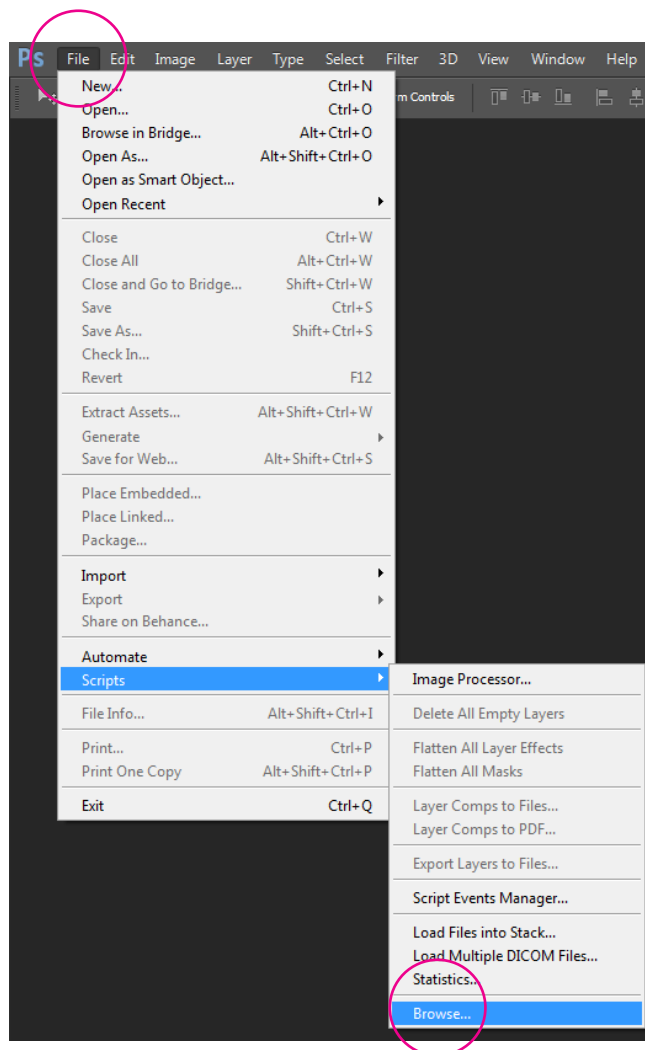 Ps File Edit Image Layer Type Select Filter 3D View Window Help
New... Ctrl+N
Open... Ctrl+O
Browse in Bridge... Alt+Ctrl+O
Open As... Alt+Shift+Ctrl+O
Open as Smart Object...
Open Recent
Close Ctrl+W
Close All Alt+Ctrl+W
Close and Go to Bridge... Shift+Ctrl+W
Save Ctrl+S
Save As... Shift+Ctrl+S
Check In...
Revert F12
Extract Assets... Alt+Shift+Ctrl+W
Generate
Save for Web... Alt+Shift+Ctrl+S
Place Embedded...
Place Linked...
Package...
Import
Export
Share on Behance...
Automate
Scripts
File Info... Alt+Shift+Ctrl+I
Print... Ctrl+P
Print One Copy Alt+Shift+Ctrl+P
Exit Ctrl+Q
m Controls
Image Processor...
Delete All Empty Layers
Flatten All Layer Effects
Flatten All Masks
Layer Comps to Files...
Layer Comps to PDF...
Export Layers to Files...
Script Events Manager...
Load Files into Stack...
Load Multiple DICOM Files...
Statistics...
Browse...